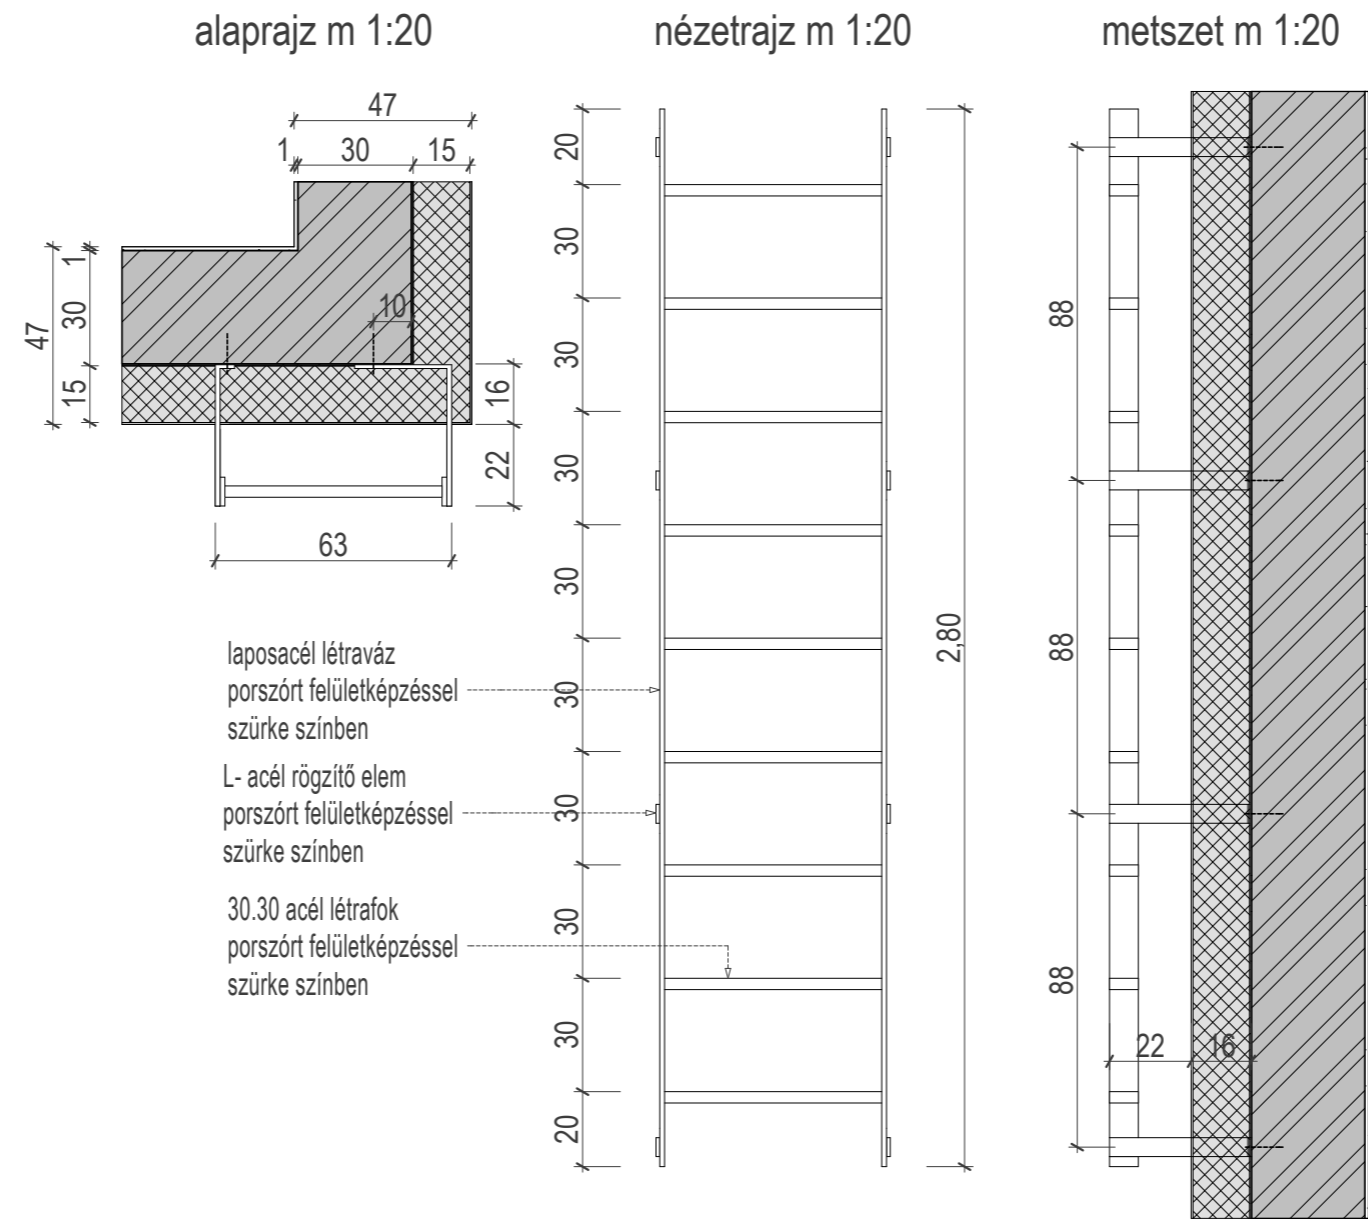 alaprajz m 1:20
nézetrajz m 1:20
metszet m 1:20
47
1 30 15
47
1
30
15
10
16
22
63
20
30
30
30
30
30
30
30
30
20
2,80
88
88
88
22 16
laposacél létraváz
porszórt felületképzéssel
szürke színben
L- acél rögzítő elem
porszórt felületképzéssel
szürke színben
30.30 acél létrafok
porszórt felületképzéssel
szürke színben